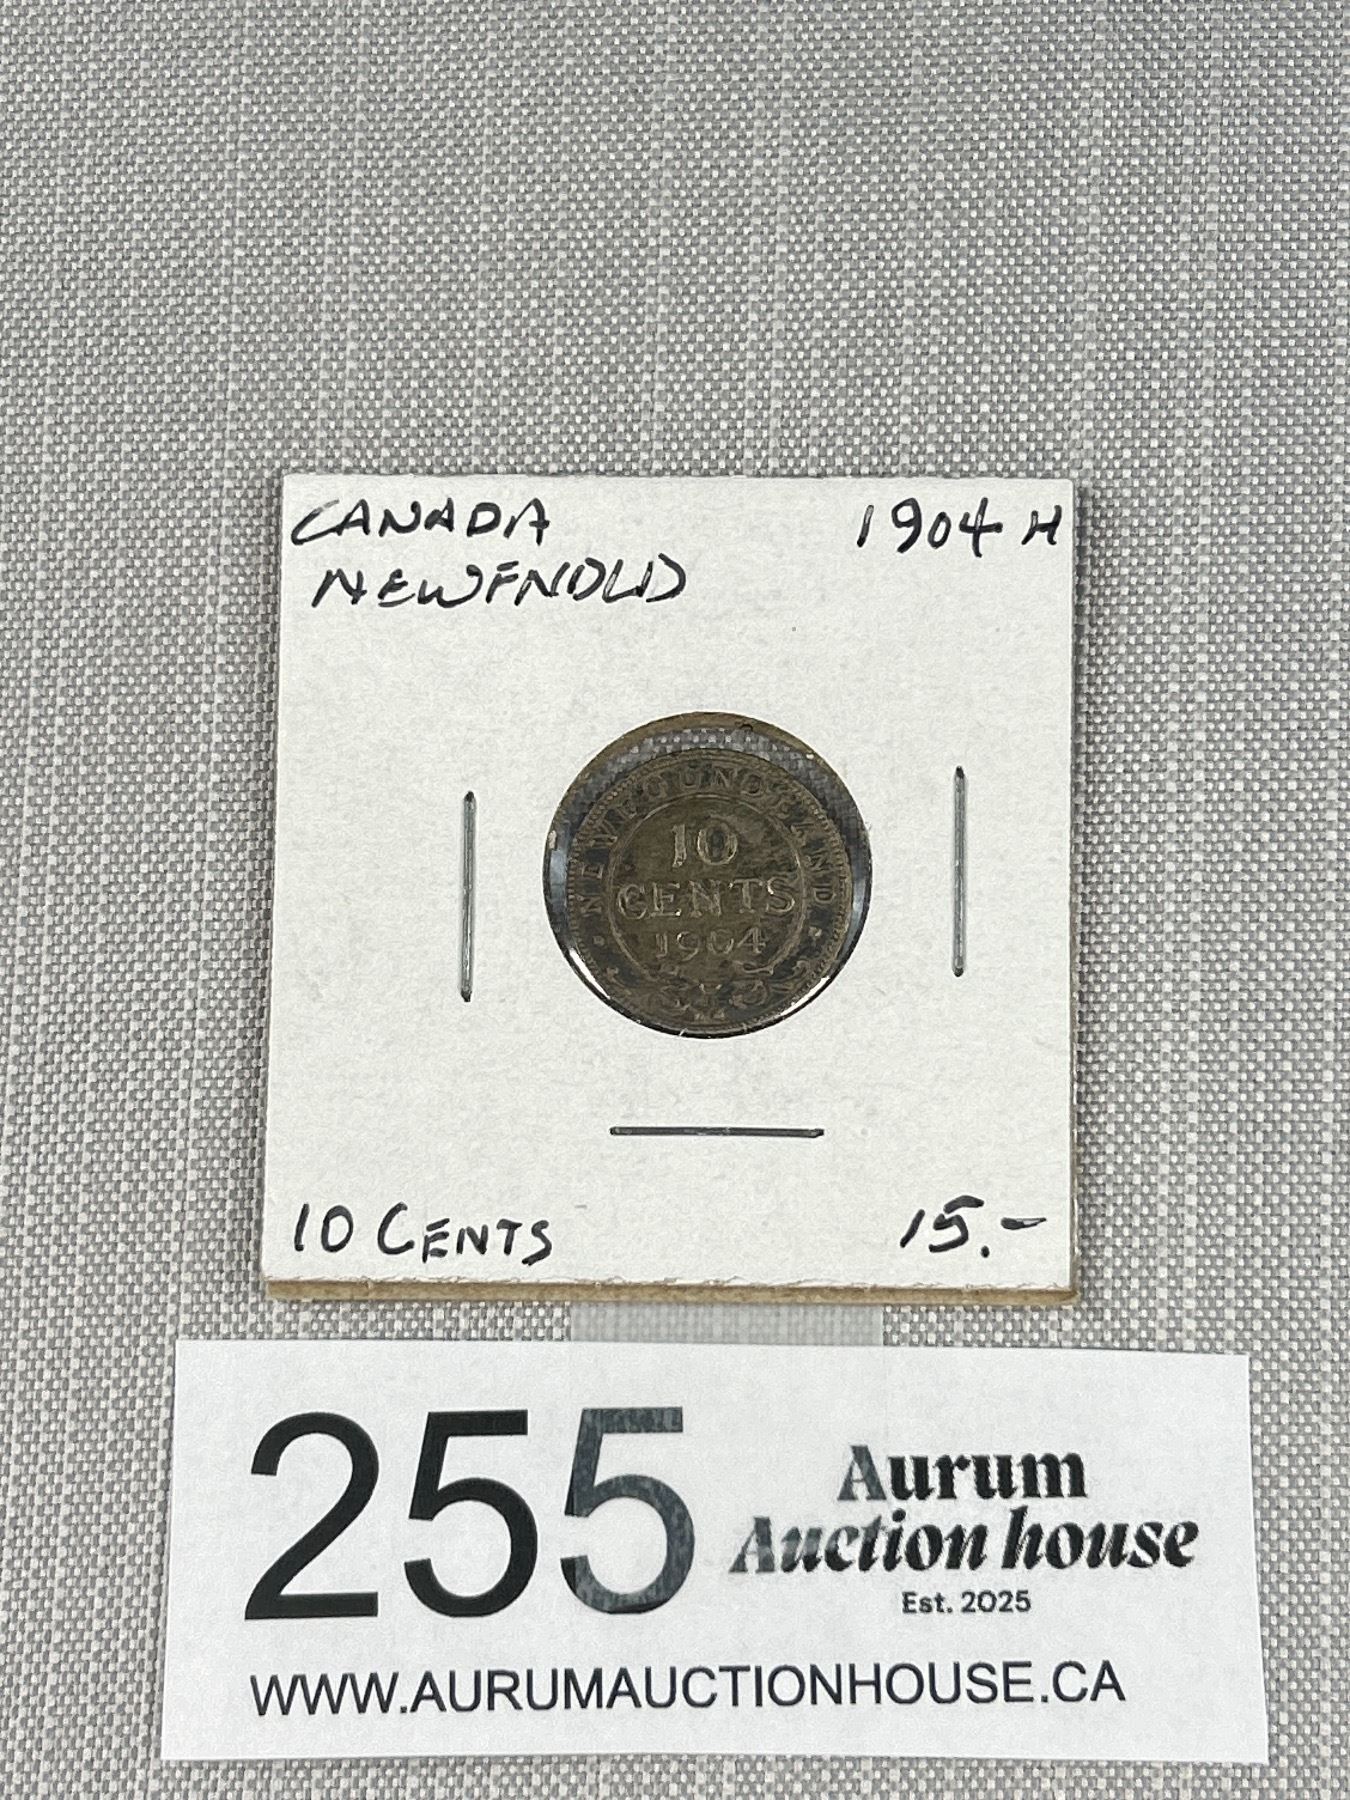 CANADA
NEWFNDLD
1904 H
NEWFOUNDLAND
10
CENTS
1904
10 CENTS
15.-
255
Aurum
Auction house
Est. 2025
WWW.AURUMAUCTIONHOUSE.CA